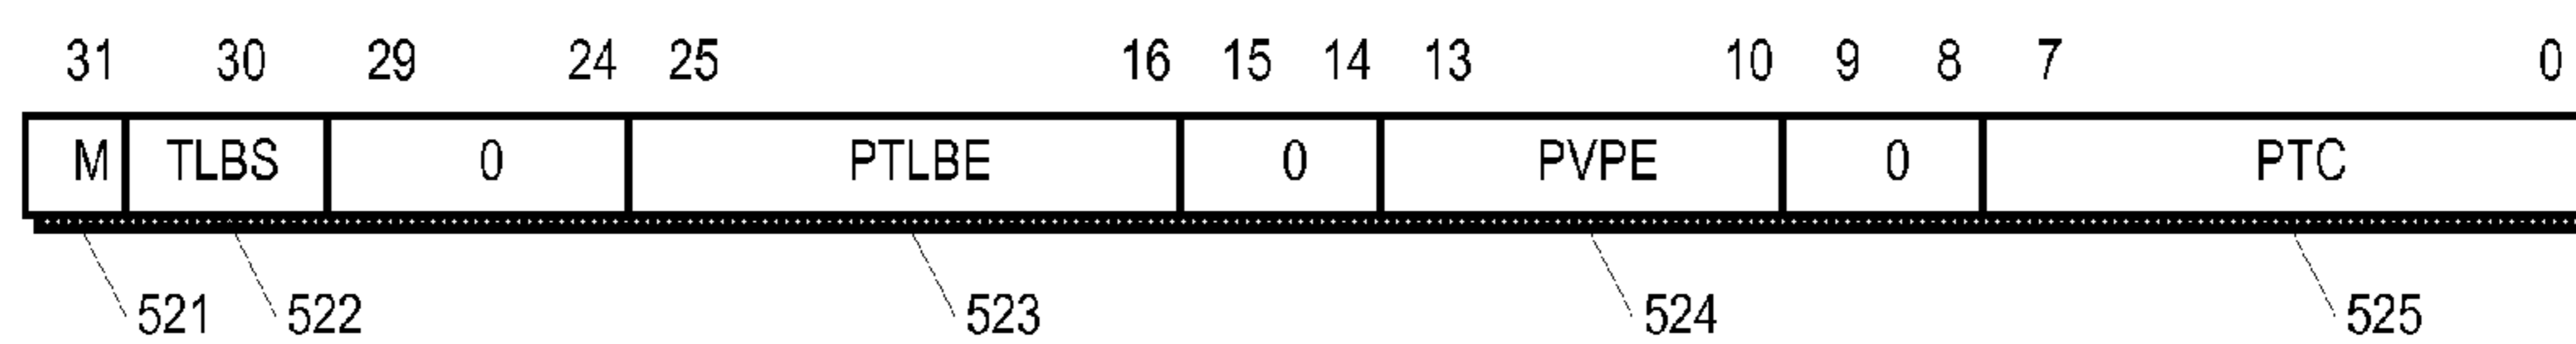 31 30 29 24 25 16 15 14 13 10 9 8 7 0
M TLBS 0 PTLBE 0 PVPE 0 PTC
521 522 523 524 525